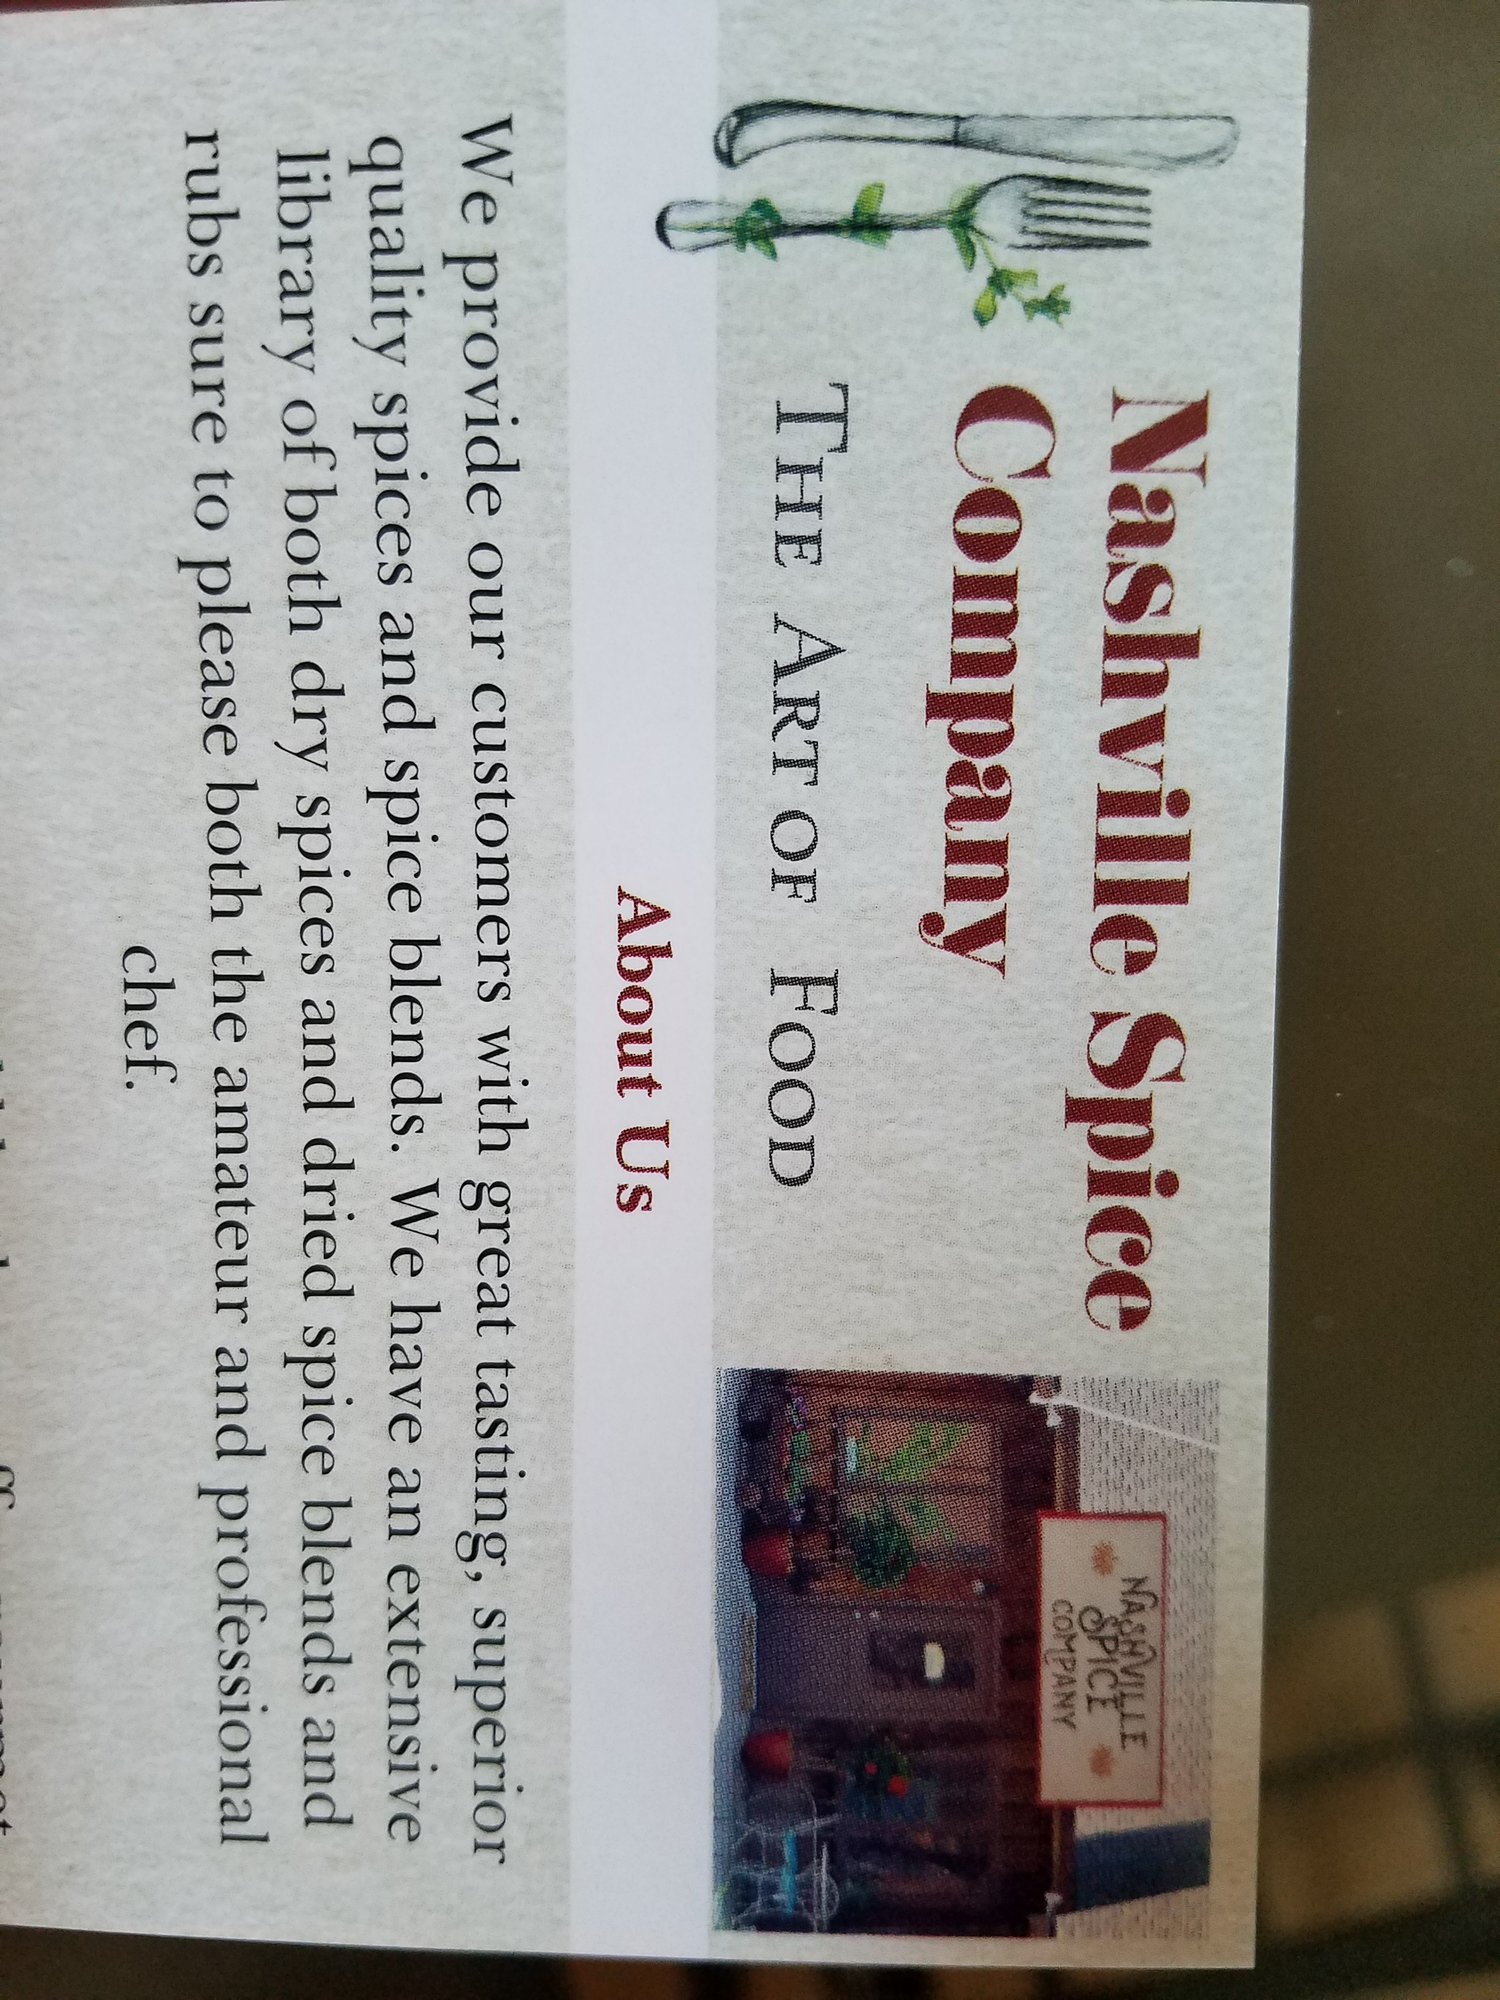 Nashville Spice
Company
THE ART OF FOOD
NASHVILLE
SPICE
COMPANY
About Us
We provide our customers with great tasting, superior
quality spices and spice blends. We have an extensive
library of both dry spices and dried spice blends and
rubs sure to please both the amateur and professional
chef.